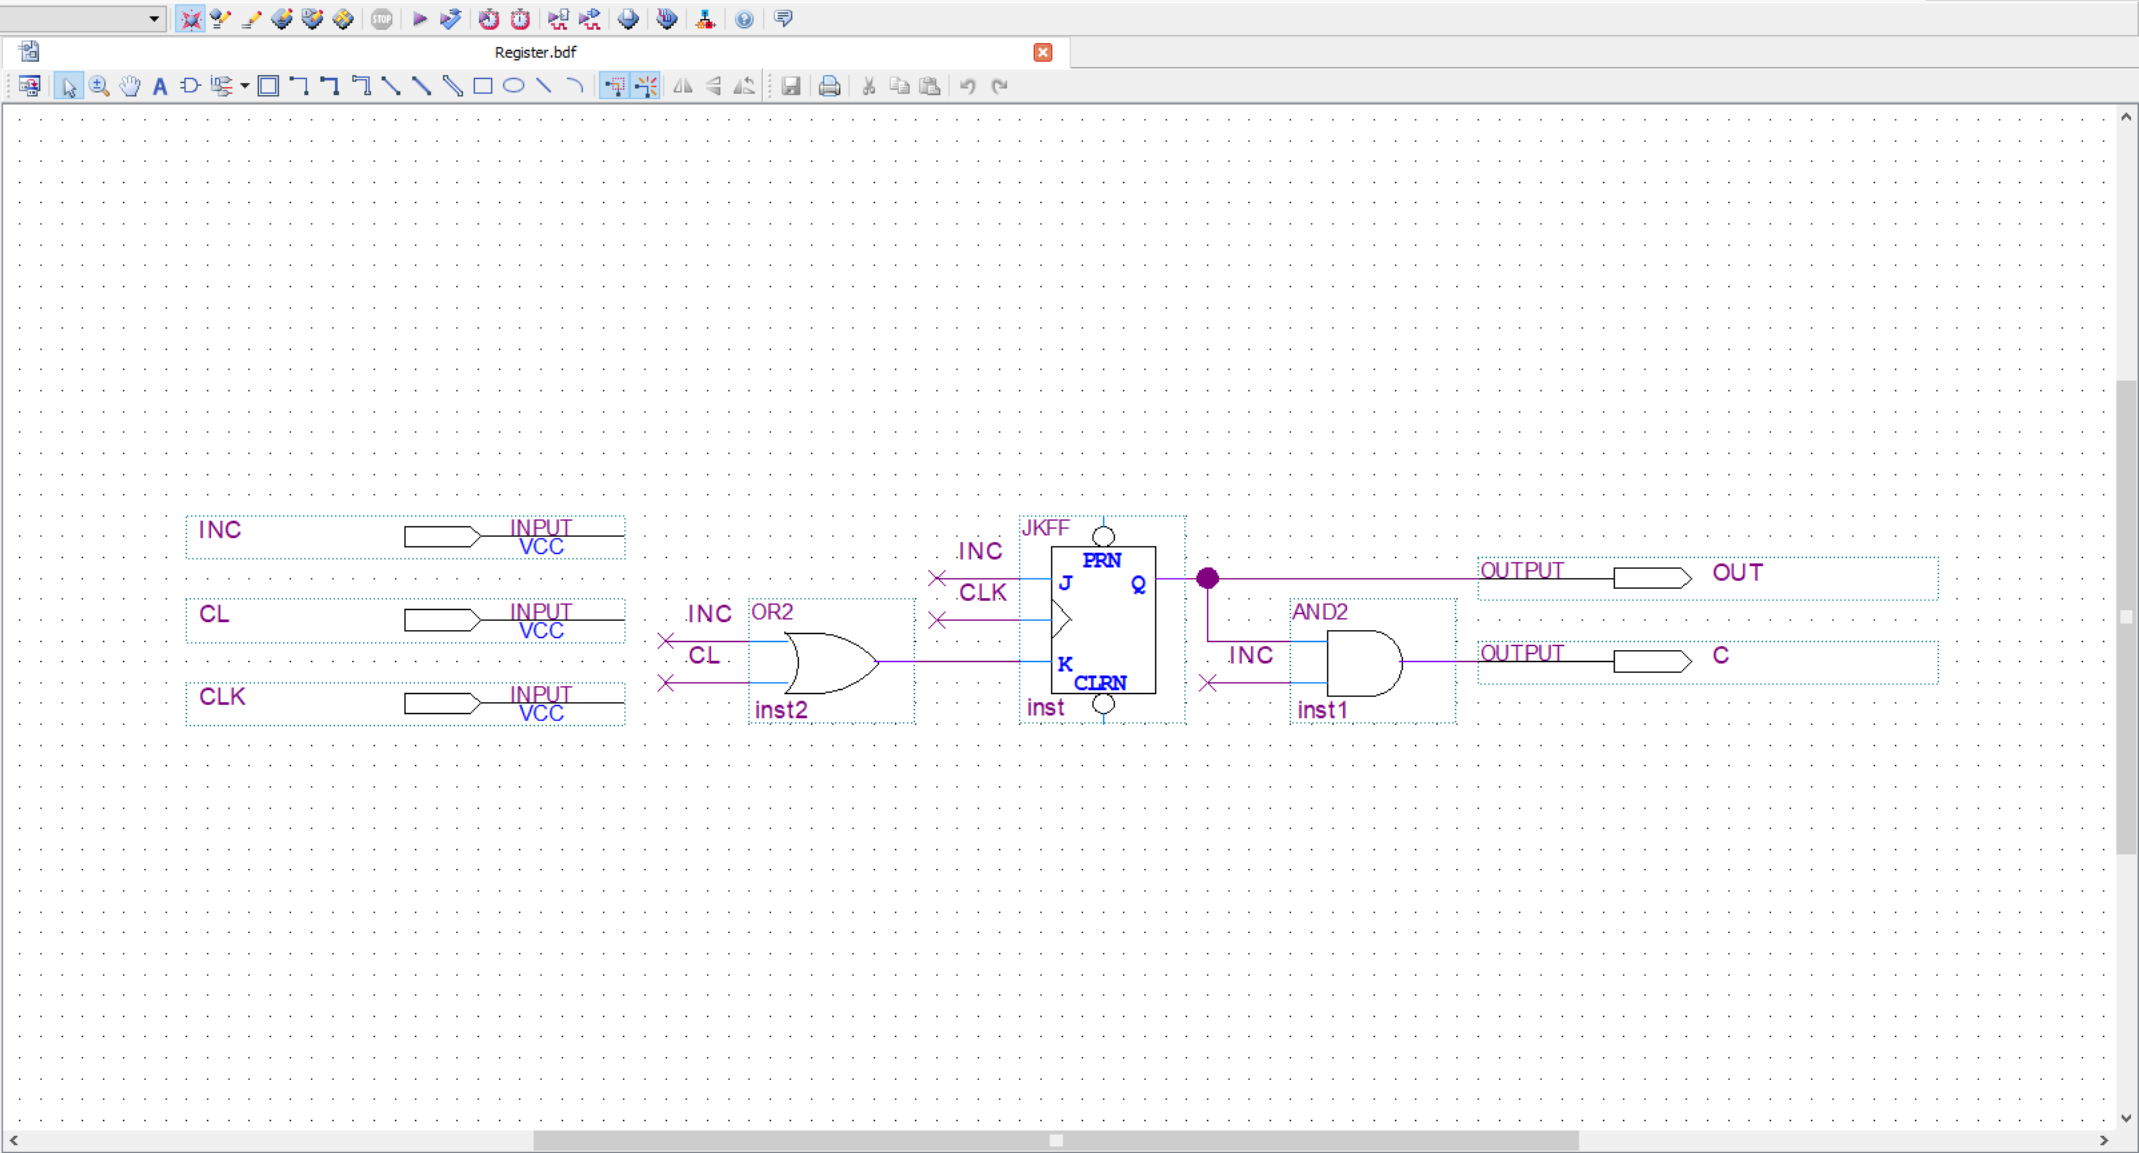 STOP
Register.bdf
A
INC INPUT VCC
CL INPUT VCC
CLK INPUT VCC
INC
CL
OR2
inst2
INC
CLK
JKFF
PRN
J Q
K
CLRN
inst
INC
AND2
inst1
OUTPUT OUT
OUTPUT C